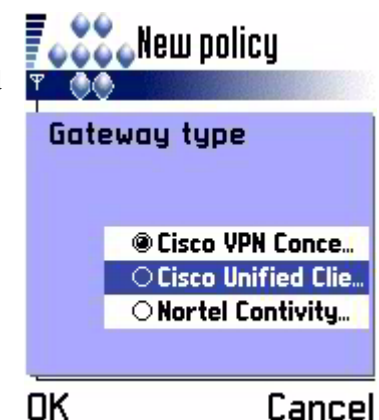 New policy
Gateway type
Cisco VPN Conce…
Cisco Unified Clie…
Nortel Contivity…
OK Cancel